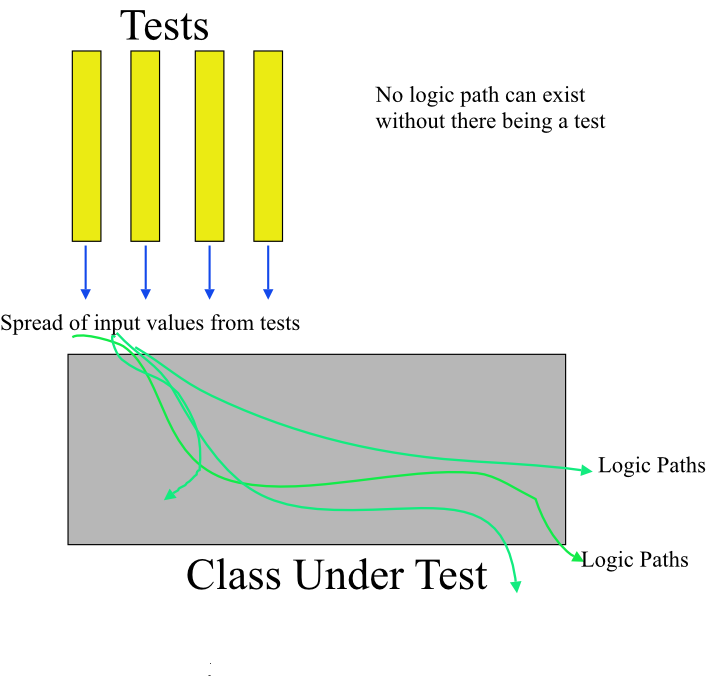 Tests
No logic path can exist
without there being a test
Spread of input values from tests
Logic Paths
Logic Paths
Class Under Test